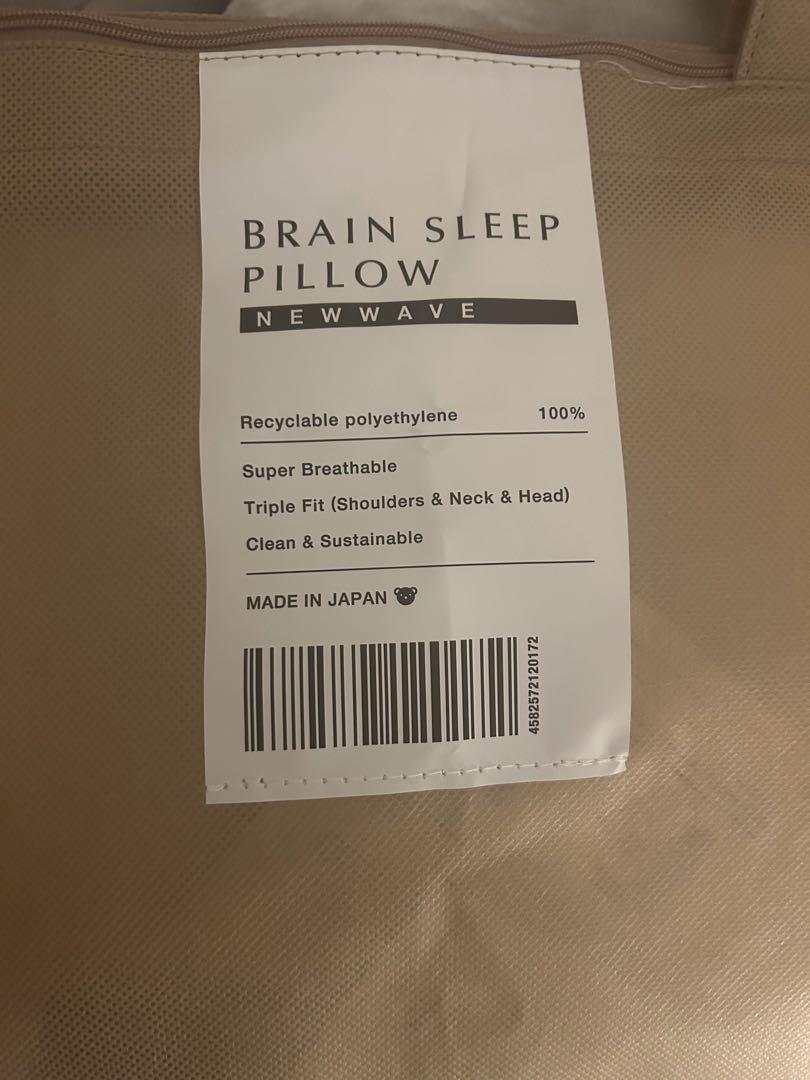 BRAIN SLEEP
PILLOW
NEWWAVE
Recyclable polyethylene 100%
Super Breathable
Triple Fit (Shoulders & Neck & Head)
Clean & Sustainable
MADE IN JAPAN
4582572120172